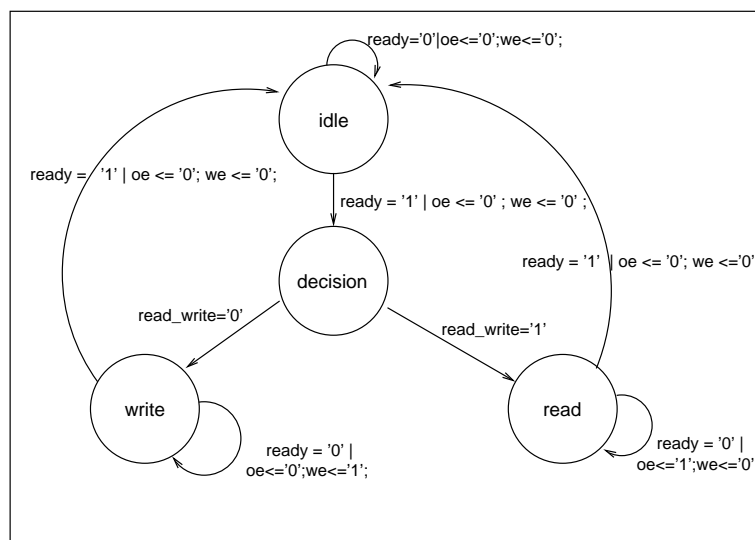 ready='0'|oe<='0';we<='0';
idle
ready = '1' | oe <= '0'; we <= '0';
ready = '1' | oe <= '0' ; we <= '0' ;
ready = '1' | oe <= '0'; we <='0'
decision
read_write='0'
read_write='1'
write
read
ready = '0' |
oe<='0';we<='1';
ready = '0' |
oe<='1';we<='0'